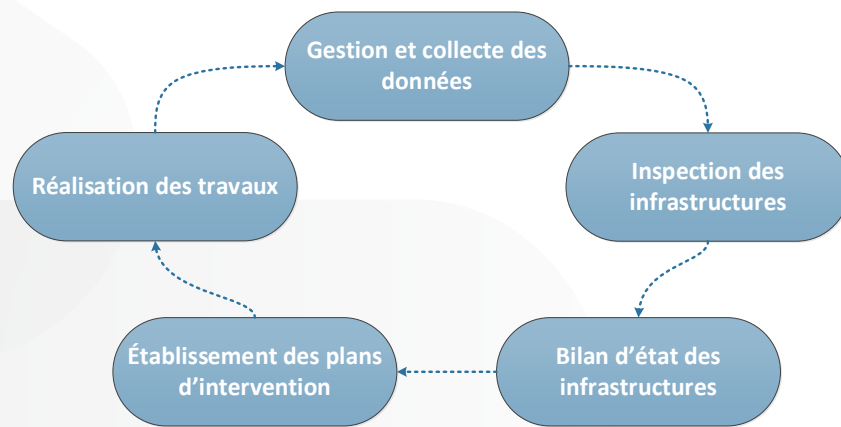 Gestion et collecte des
données
Inspection des
infrastructures
Bilan d'état des
infrastructures
Établissement des plans
d'intervention
Réalisation des travaux